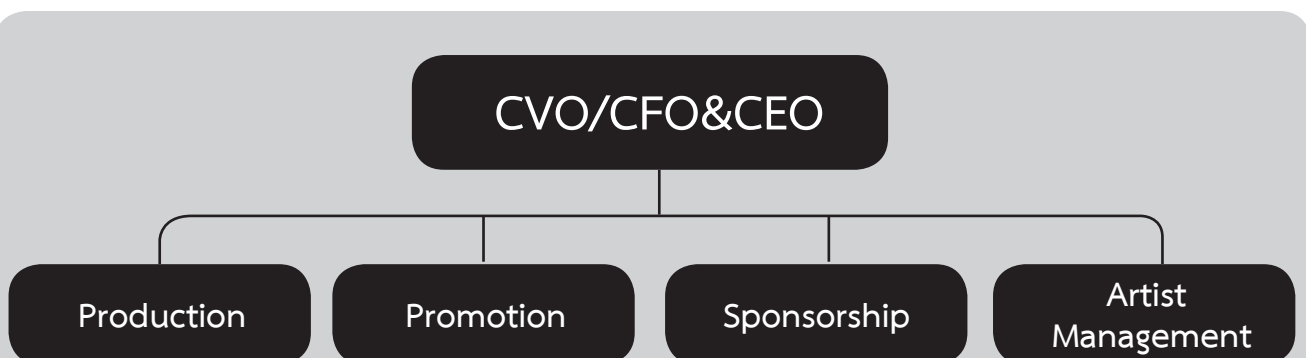 CVO/CFO&CEO
Production
Promotion
Sponsorship
Artist
Management